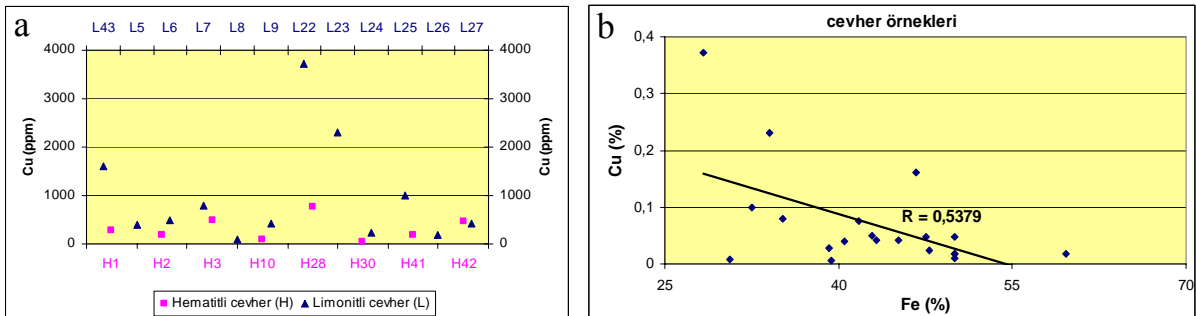 a
L43 L5 L6 L7 L8 L9 L22 L23 L24 L25 L26 L27
4000 4000
3000 3000
2000 2000
1000 1000
0 0
Cu (ppm) Cu (ppm)
H1 H2 H3 H10 H28 H30 H41 H42
Hematitli cevher (H) Limonitli cevher (L)
b
cevher örnekleri
0,4
0,3
0,2
0,1
0
Cu (%)
R = 0,5379
25 40 55 70
Fe (%)